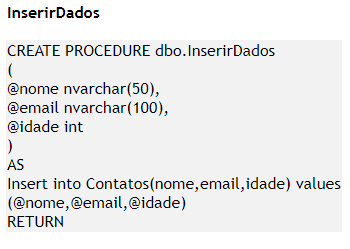 InserirDados
CREATE PROCEDURE dbo.InserirDados
(
@nome nvarchar(50),
@email nvarchar(100),
@idade int
)
AS
Insert into Contatos(nome,email,idade) values
(@nome,@email,@idade)
RETURN